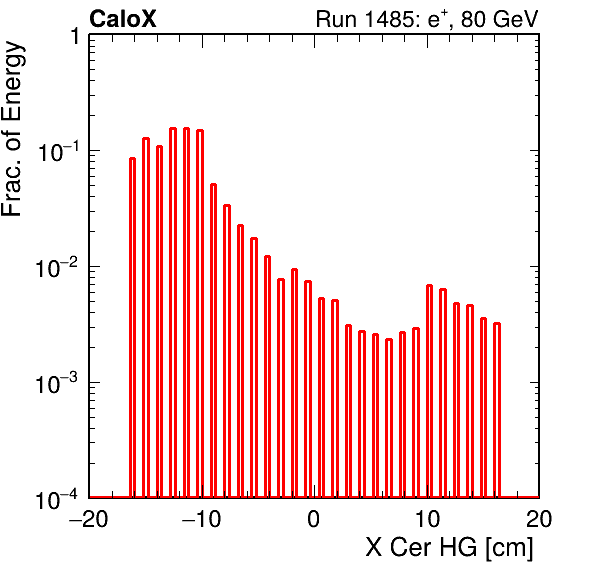 CaloX Run 1485: e⁺, 80 GeV
Frac. of Energy
1
10⁻¹
10⁻²
10⁻³
10⁻⁴
−20 −10 0 10 20
X Cer HG [cm]